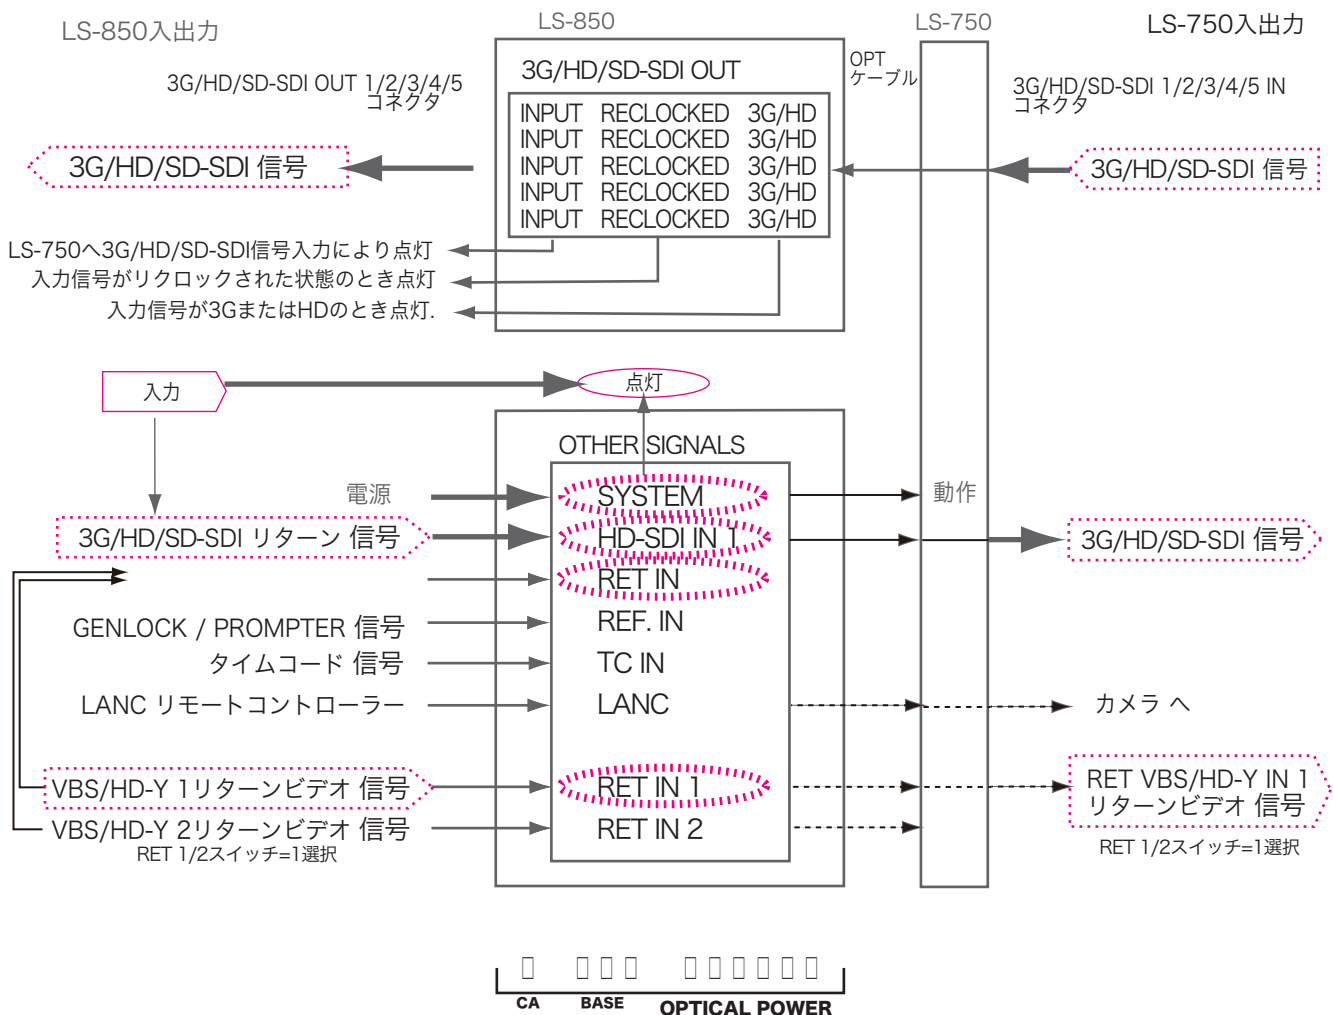 LS-850入出力
LS-850
LS-750
LS-750入出力
3G/HD/SD-SDI OUT 1/2/3/4/5
コネクタ
3G/HD/SD-SDI OUT
OPT
ケーブル
3G/HD/SD-SDI 1/2/3/4/5 IN
コネクタ
INPUT RECLOCKED 3G/HD
INPUT RECLOCKED 3G/HD
INPUT RECLOCKED 3G/HD
INPUT RECLOCKED 3G/HD
INPUT RECLOCKED 3G/HD
3G/HD/SD-SDI 信号
3G/HD/SD-SDI 信号
LS-750へ3G/HD/SD-SDI信号入力により点灯
入力信号がリクロックされた状態のとき点灯
入力信号が3GまたはHDのとき点灯.
入力
点灯
OTHER SIGNALS
電源
SYSTEM
動作
3G/HD/SD-SDI リターン 信号
HD-SDI IN 1
3G/HD/SD-SDI 信号
RET IN
GENLOCK / PROMPTER 信号
REF. IN
タイムコード 信号
TC IN
LANC リモートコントローラー
LANC
カメラ へ
VBS/HD-Y 1リターンビデオ 信号
RET IN 1
RET VBS/HD-Y IN 1
リターンビデオ 信号
VBS/HD-Y 2リターンビデオ 信号
RET IN 2
RET 1/2スイッチ=1選択
RET 1/2スイッチ=1選択
CA BASE OPTICAL POWER